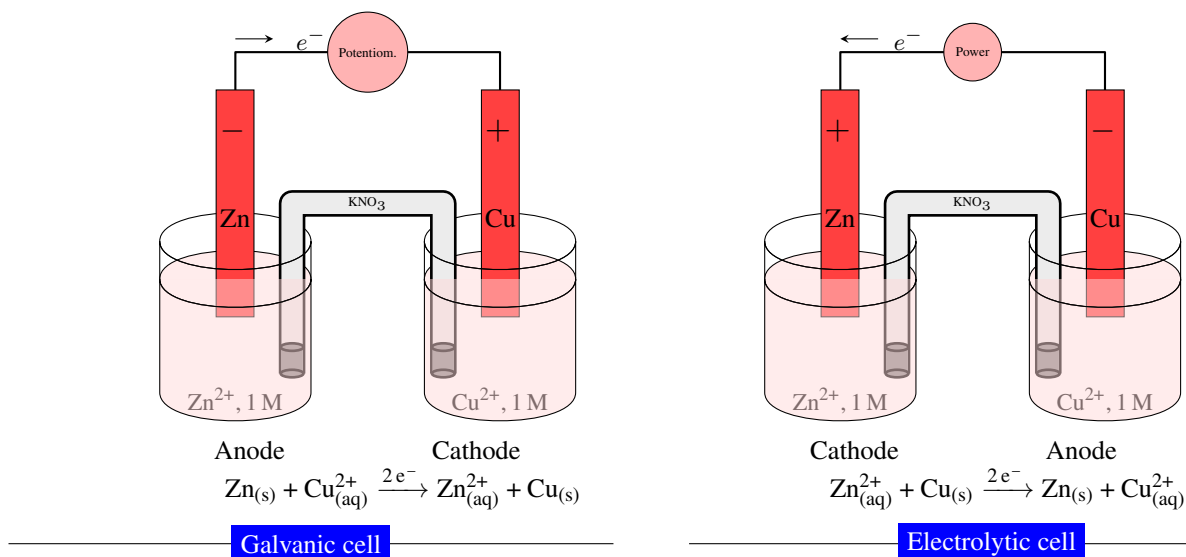 e⁻
Potentiom.
−
+
Zn
KNO₃
Cu
Zn²⁺, 1 M
Cu²⁺, 1 M
Anode
Cathode
Zn₍s₎ + Cu²⁺₍aq₎ —2 e⁻→ Zn²⁺₍aq₎ + Cu₍s₎
Galvanic cell
e⁻
Power
+
−
Zn
KNO₃
Cu
Zn²⁺, 1 M
Cu²⁺, 1 M
Cathode
Anode
Zn²⁺₍aq₎ + Cu₍s₎ —2 e⁻→ Zn₍s₎ + Cu²⁺₍aq₎
Electrolytic cell